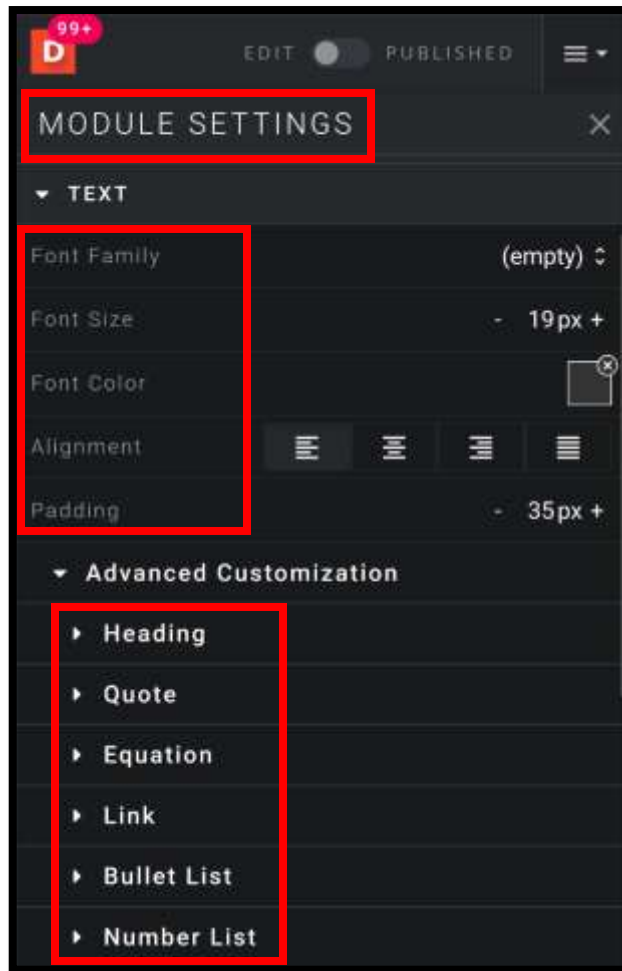 99+
D
EDIT PUBLISHED
MODULE SETTINGS
TEXT
Font Family (empty)
Font Size - 19px +
Font Color
Alignment
Padding - 35px +
Advanced Customization
Heading
Quote
Equation
Link
Bullet List
Number List